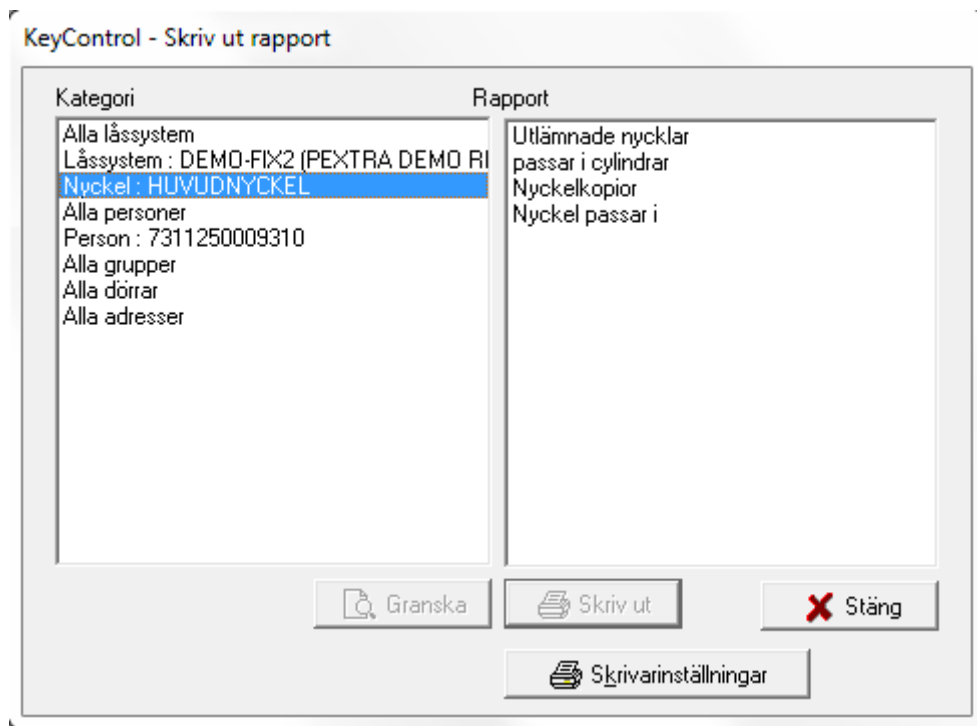 KeyControl - Skriv ut rapport
Kategori
Rapport
Alla låssystem
Låssystem : DEMO-FIX2 (PEXTRA DEMO RI
Nyckel : HUVUDNYCKEL
Alla personer
Person : 7311250009310
Alla grupper
Alla dörrar
Alla adresser
Utlämnade nycklar
passar i cylindrar
Nyckelkopior
Nyckel passar i
Granska
Skriv ut
Stäng
Skrivarinställningar